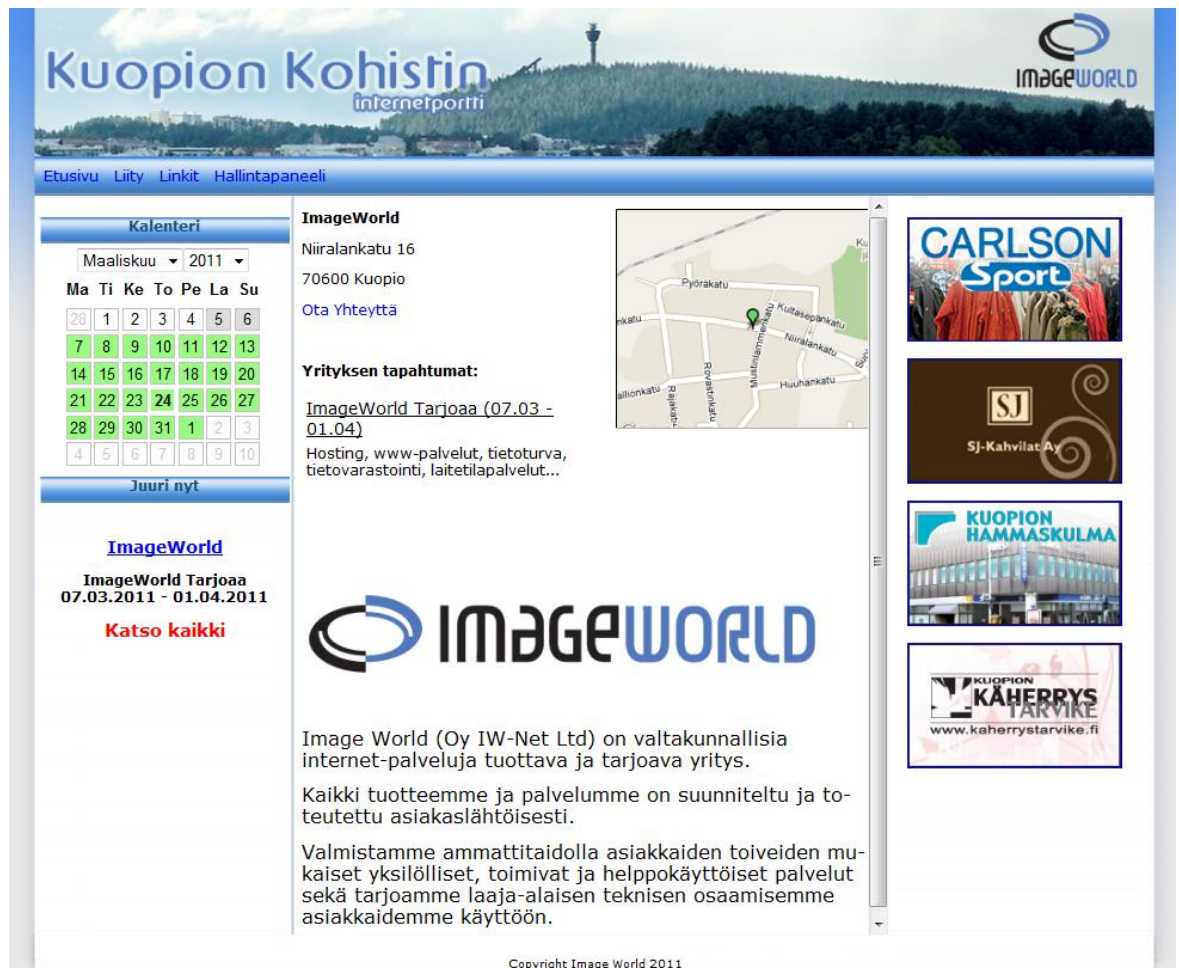 Kuopion Kohistin
internetportti
IMAGEWORLD
Etusivu Liity Linkit Hallintapaneeli
Kalenteri
Maaliskuu 2011
Ma Ti Ke To Pe La Su
28 1 2 3 4 5 6
7 8 9 10 11 12 13
14 15 16 17 18 19 20
21 22 23 24 25 26 27
28 29 30 31 1 2 3
4 5 6 7 8 9 10
Juuri nyt
ImageWorld
ImageWorld Tarjoaa
07.03.2011 - 01.04.2011
Katso kaikki
ImageWorld
Niiralankatu 16
70600 Kuopio
Ota Yhteyttä
Yrityksen tapahtumat:
ImageWorld Tarjoaa (07.03 -
01.04)
Hosting, www-palvelut, tietoturva,
tietovarastointi, laitetilapalvelut...
Pyöräkatu
Kultasepänkatu
Niiralankatu
Mustinlammenkatu
Rovastinkatu
Huuhankatu
IMAGEWORLD
Image World (Oy IW-Net Ltd) on valtakunnallisia
internet-palveluja tuottava ja tarjoava yritys.
Kaikki tuotteemme ja palvelumme on suunniteltu ja to-
teutettu asiakaslähtöisesti.
Valmistamme ammattitaidolla asiakkaiden toiveiden mu-
kaiset yksilölliset, toimivat ja helppokäyttöiset palvelut
sekä tarjoamme laaja-alaisen teknisen osaamisemme
asiakkaidemme käyttöön.
CARLSON
Sport
SJ
SJ-Kahvilat Ay
KUOPION
HAMMASKULMA
KUOPION
KÄHERRYS
TARVIKE
www.kaherrystarvike.fi
Copyright Image World 2011